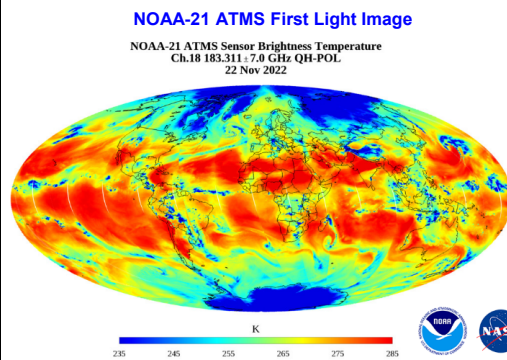 NOAA-21 ATMS First Light Image
NOAA-21 ATMS Sensor Brightness Temperature
Ch.18 183.311±7.0 GHz QH-POL
22 Nov 2022
K
235 245 255 265 275 285
NOAA
NAS